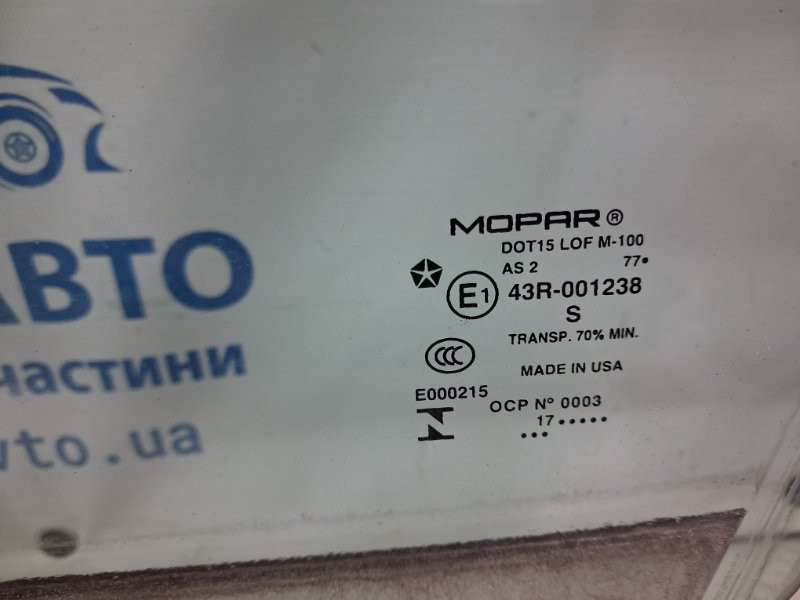 MOPAR®
DOT15 LOF M-100
AS 2 77•
E1 43R-001238
S
TRANSP. 70% MIN.
CCC
MADE IN USA
E000215
OCP Nº 0003
17•••••
•••
АВТО
частини
.ua